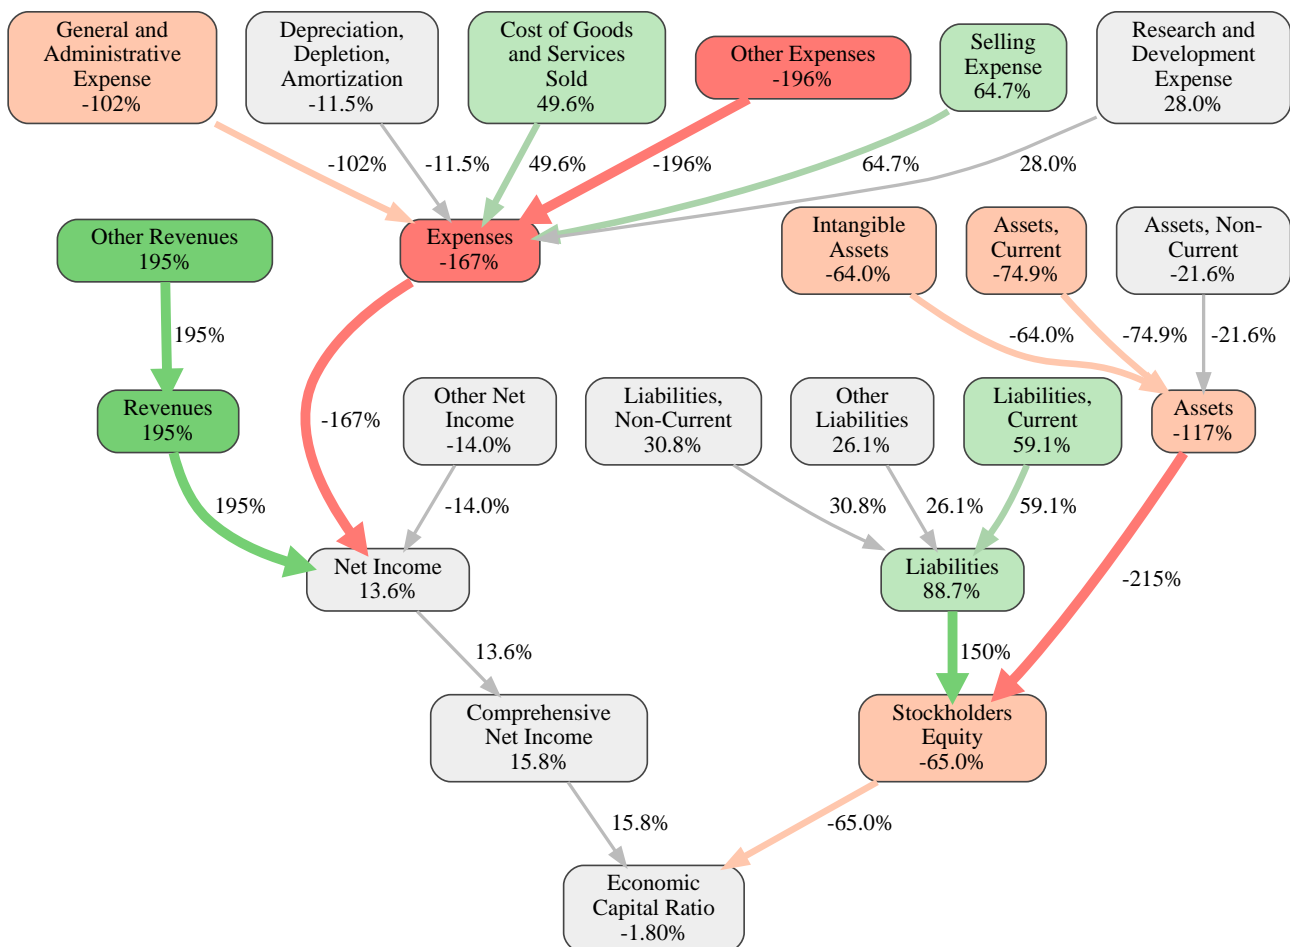 General and
Administrative
Expense
-102%
Depreciation,
Depletion,
Amortization
-11.5%
Cost of Goods
and Services
Sold
49.6%
Other Expenses
-196%
Selling
Expense
64.7%
Research and
Development
Expense
28.0%
-102%
-11.5%
49.6%
-196%
64.7%
28.0%
Other Revenues
195%
Expenses
-167%
Intangible
Assets
-64.0%
Assets,
Current
-74.9%
Assets, Non-
Current
-21.6%
195%
-64.0%
-74.9%
-21.6%
Revenues
195%
-167%
Other Net
Income
-14.0%
Liabilities,
Non-Current
30.8%
Other
Liabilities
26.1%
Liabilities,
Current
59.1%
Assets
-117%
195%
-14.0%
30.8%
26.1%
59.1%
Net Income
13.6%
Liabilities
88.7%
-215%
13.6%
150%
Comprehensive
Net Income
15.8%
Stockholders
Equity
-65.0%
15.8%
-65.0%
Economic
Capital Ratio
-1.80%